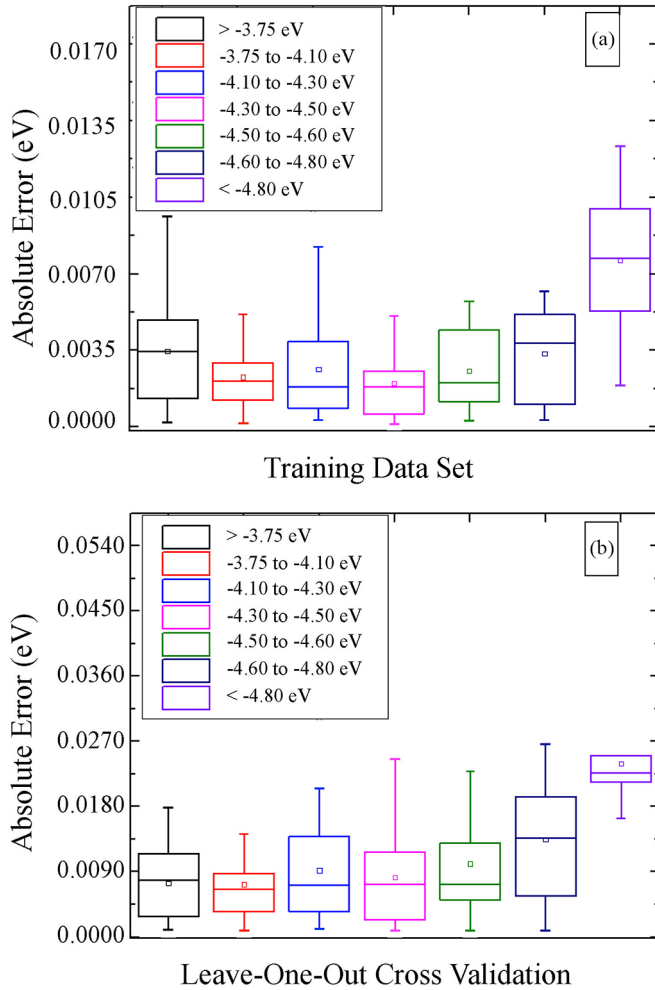 (a)
> -3.75 eV
-3.75 to -4.10 eV
-4.10 to -4.30 eV
-4.30 to -4.50 eV
-4.50 to -4.60 eV
-4.60 to -4.80 eV
< -4.80 eV
Absolute Error (eV)
0.0170
0.0135
0.0105
0.0070
0.0035
0.0000
Training Data Set
(b)
> -3.75 eV
-3.75 to -4.10 eV
-4.10 to -4.30 eV
-4.30 to -4.50 eV
-4.50 to -4.60 eV
-4.60 to -4.80 eV
< -4.80 eV
Absolute Error (eV)
0.0540
0.0450
0.0360
0.0270
0.0180
0.0090
0.0000
Leave-One-Out Cross Validation